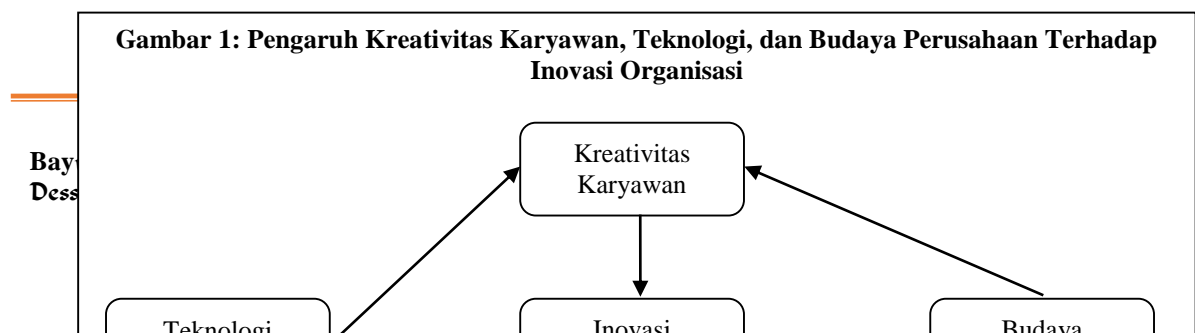 Gambar 1: Pengaruh Kreativitas Karyawan, Teknologi, dan Budaya Perusahaan Terhadap
Inovasi Organisasi
Kreativitas
Karyawan
Teknologi
Inovasi
Budaya